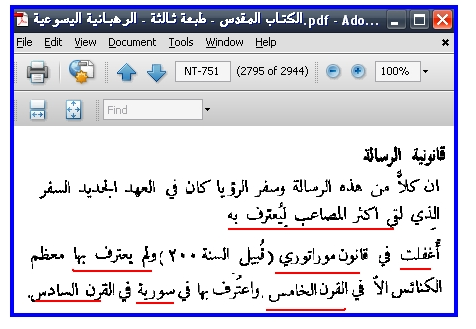 الكتاب المقدس - طبعة ثالثة - الرهبانية اليسوعية.pdf - Ado...
File Edit View Document Tools Window Help
NT-751 (2795 of 2944) 100%
Find
قانونية الرسالة
ان كلاًّ من هذه الرسالة وسفر الرؤيا كان في العهد الجديد السفر
الذي لقي اكثر المصاعب ليُعترف به
أُغفلت في قانون موراتوري (قُبيل السنة ٢٠٠) ولم يعترف بها معظم
الكنائس الاّ في القرن الخامس. واعتُرف بها في سورية في القرن السادس.